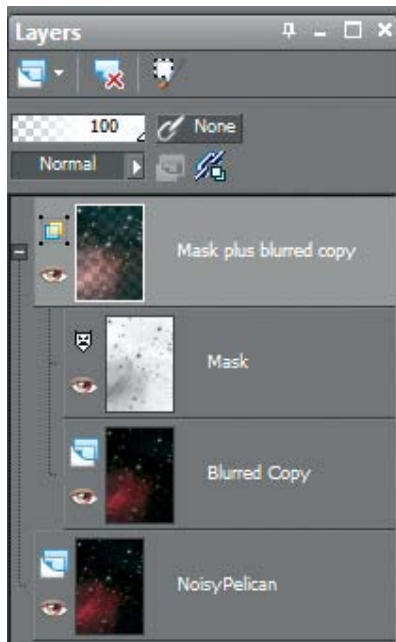 Layers
100
None
Normal
Mask plus blurred copy
Mask
Blurred Copy
NoisyPelican